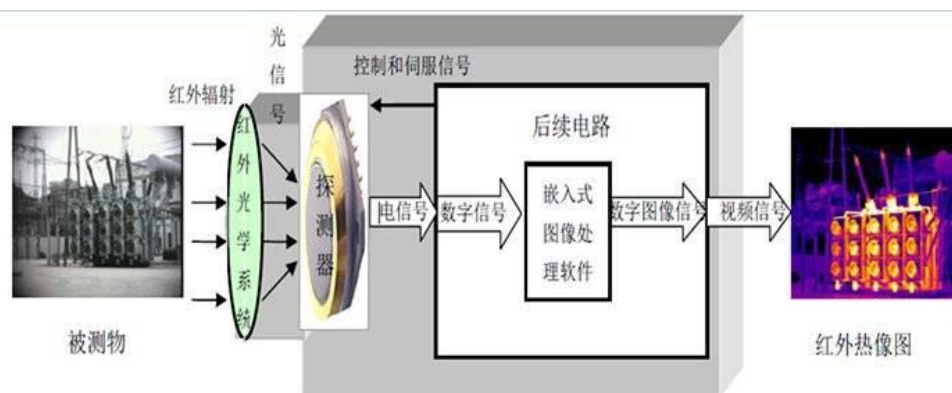 光信号
控制和伺服信号
红外辐射
红外光学系统
探测器
后续电路
电信号
数字信号
嵌入式
图像处
理软件
数字图像信号
视频信号
被测物
红外热像图